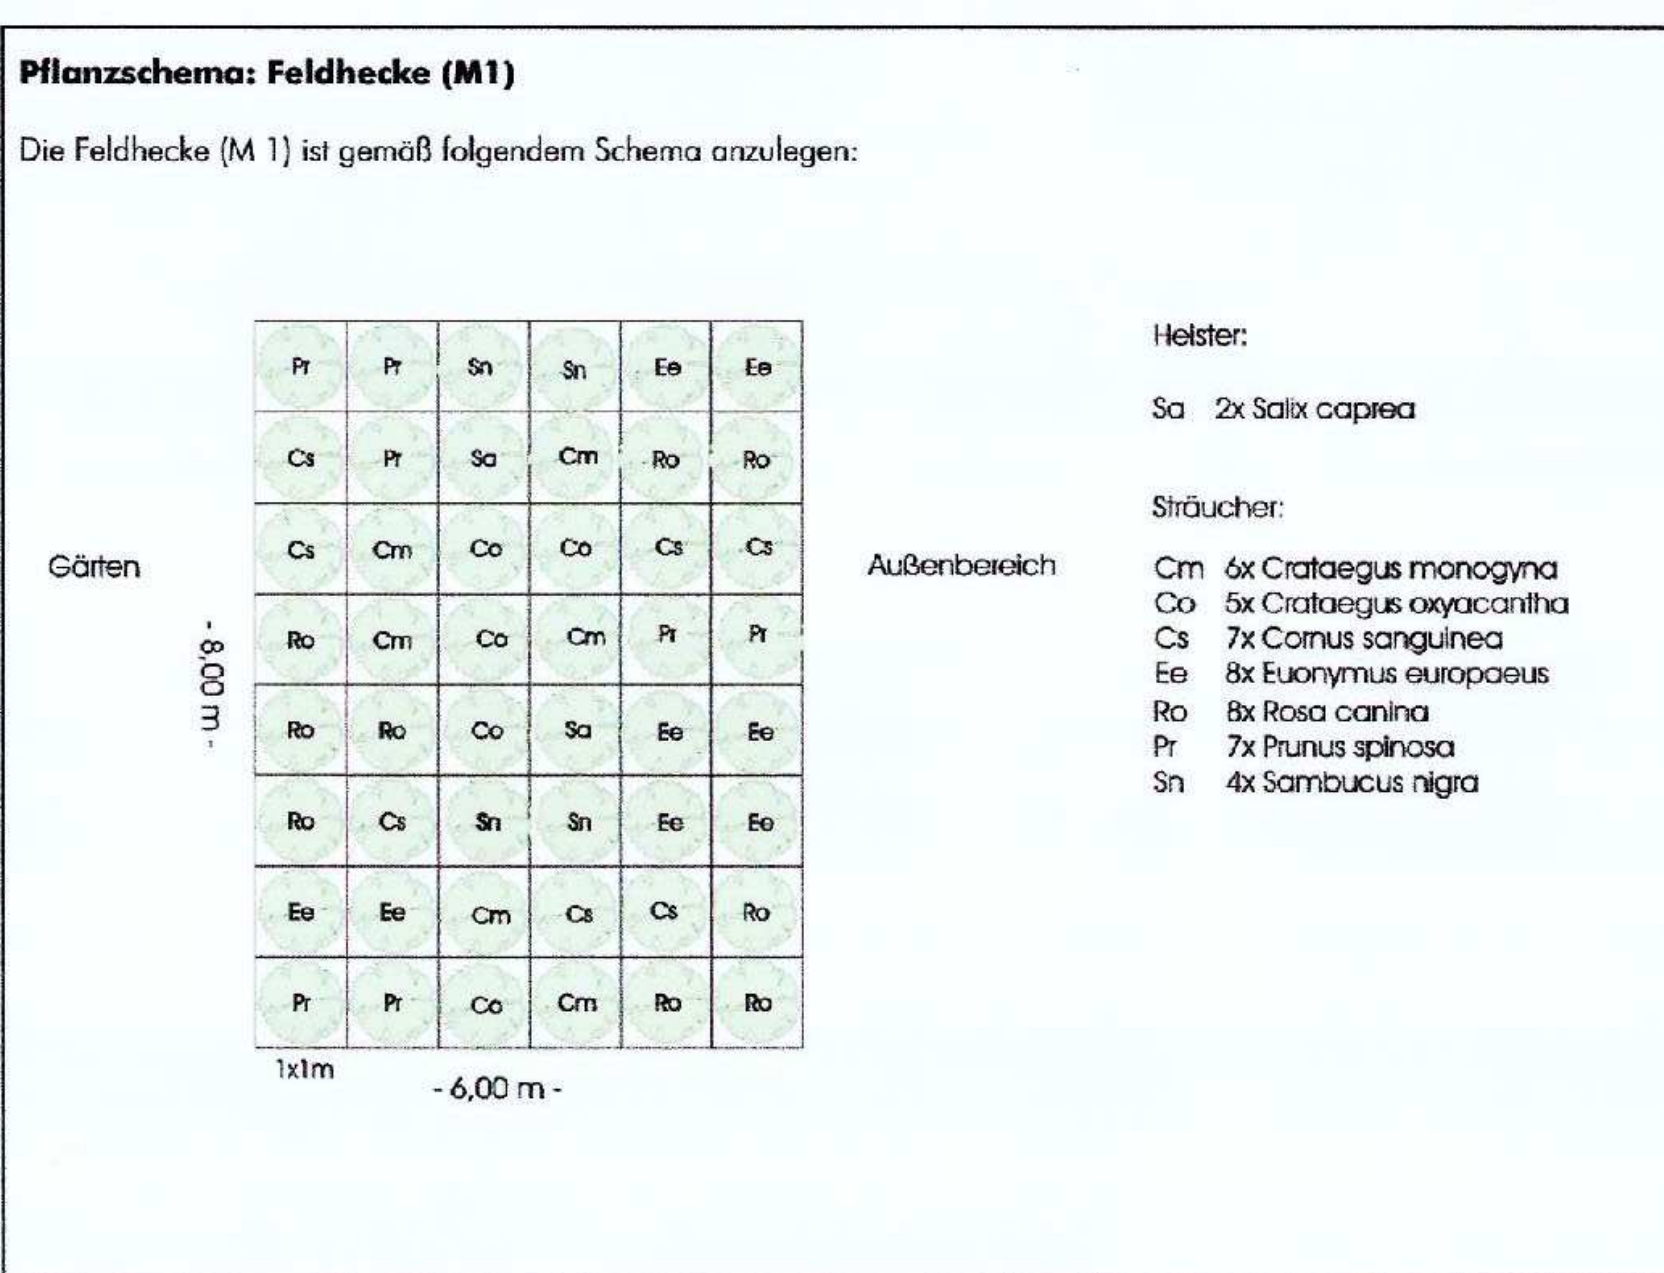 Pflanzschema: Feldhecke (M1)
Die Feldhecke (M 1) ist gemäß folgendem Schema anzulegen:
Pr Pr Sn Sn Ee Ee
Cs Pr Sa Cm Ro Ro
Cs Cm Co Co Cs Cs
Ro Cm Co Cm Pr Pr
Ro Ro Co Sa Ee Ee
Ro Cs Sn Sn Ee Ee
Ee Ee Cm Cs Cs Ro
Pr Pr Co Cm Ro Ro
Gärten
- 8,00 m -
1x1m
- 6,00 m -
Außenbereich
Heister:
Sa 2x Salix caprea
Sträucher:
Cm 6x Crataegus monogyna
Co 5x Crataegus oxyacantha
Cs 7x Cornus sanguinea
Ee 8x Euonymus europaeus
Ro 8x Rosa canina
Pr 7x Prunus spinosa
Sn 4x Sambucus nigra